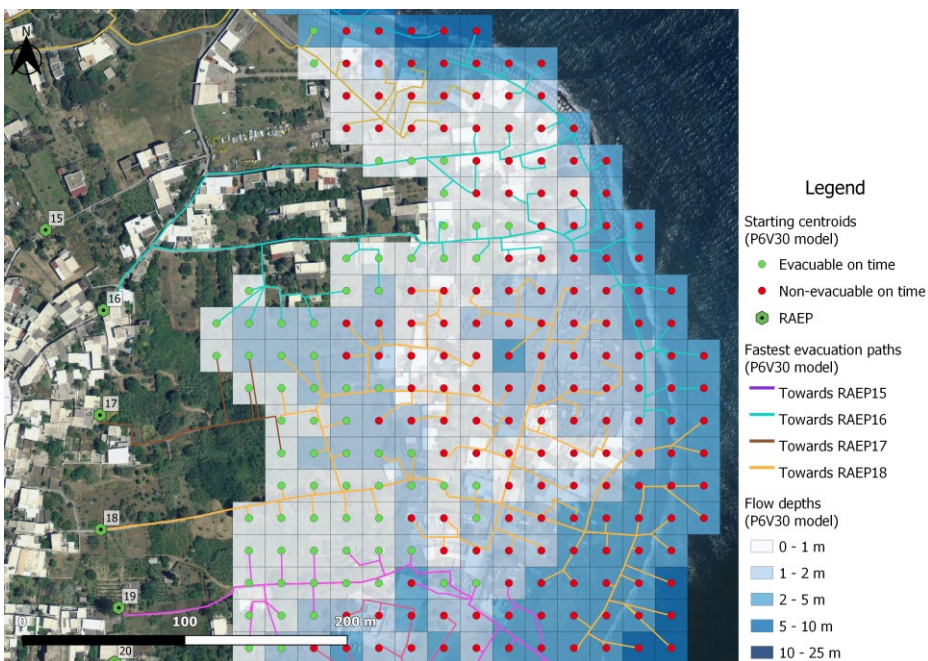 N
15
16
17
18
19
20
0 100 200 m
Legend
Starting centroids
(P6V30 model)
Evacuable on time
Non-evacuable on time
RAEP
Fastest evacuation paths
(P6V30 model)
Towards RAEP15
Towards RAEP16
Towards RAEP17
Towards RAEP18
Flow depths
(P6V30 model)
0 - 1 m
1 - 2 m
2 - 5 m
5 - 10 m
10 - 25 m